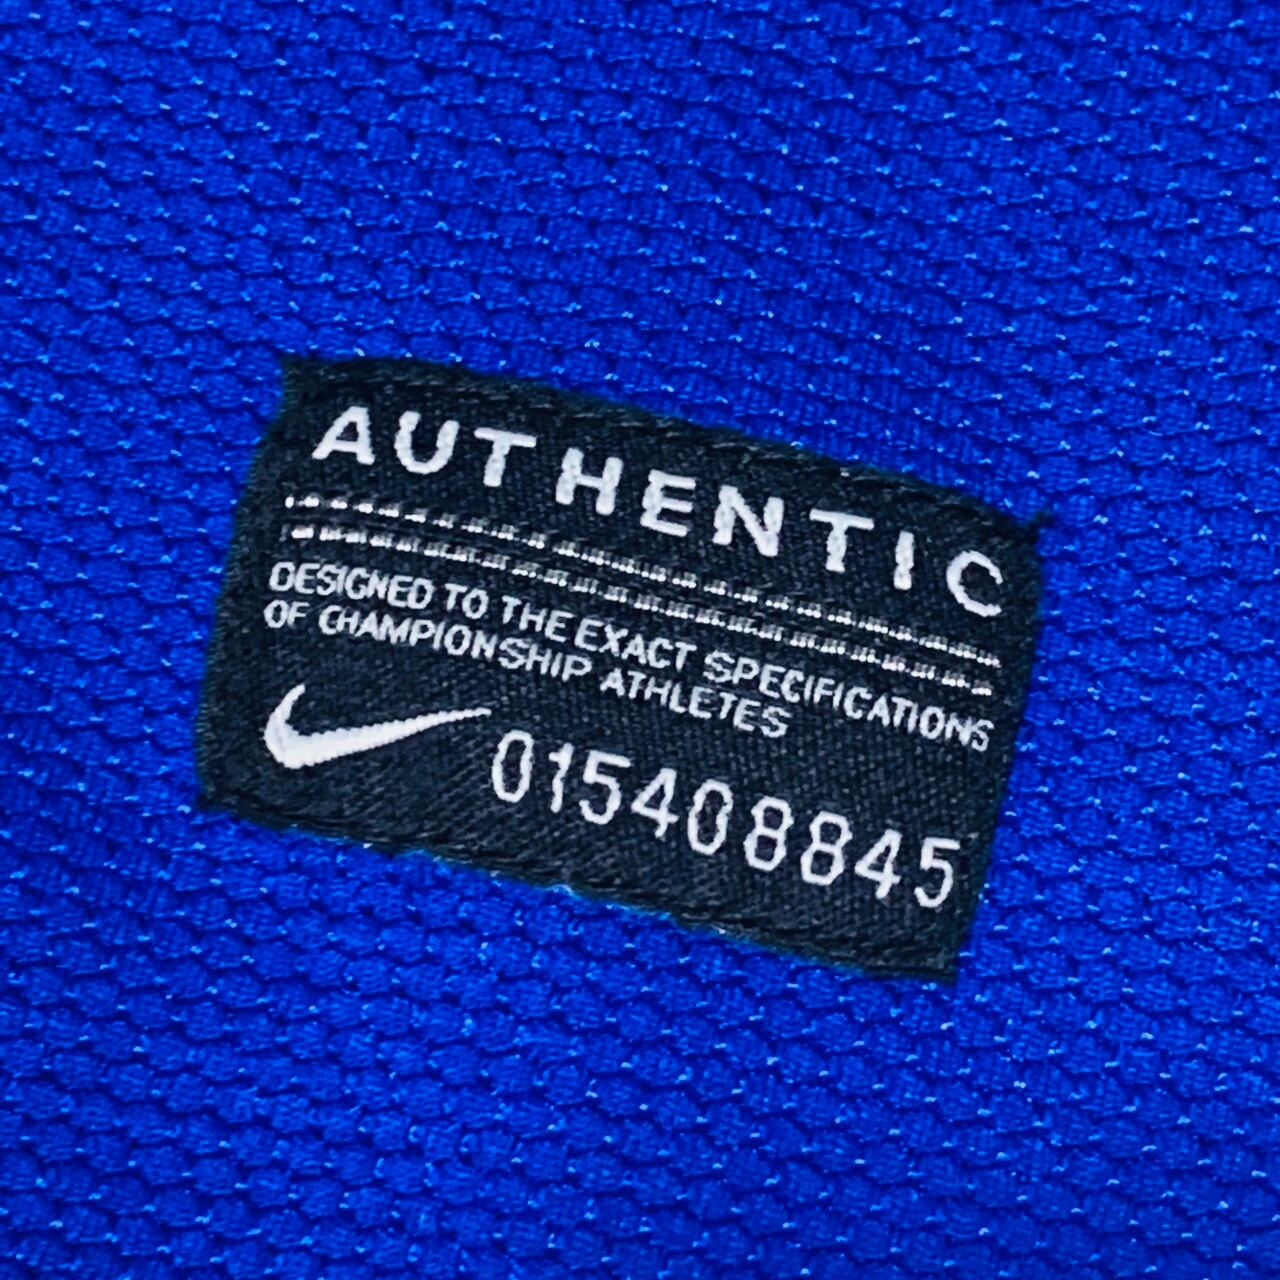 AUTHENTIC
DESIGNED TO THE EXACT SPECIFICATIONS
OF CHAMPIONSHIP ATHLETES
015408845